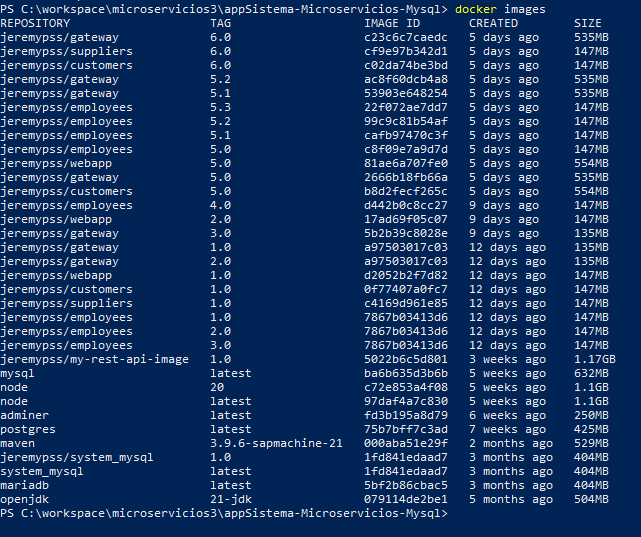 PS C:\workspace\microservicios3\appSistema-Microservicios-Mysql> docker images
REPOSITORY TAG IMAGE ID CREATED SIZE
jeremypss/gateway 6.0 c23c6c7caedc 5 days ago 535MB
jeremypss/suppliers 6.0 cf9e97b342d1 5 days ago 147MB
jeremypss/customers 6.0 c02da74be3bd 5 days ago 147MB
jeremypss/gateway 5.2 ac8f60dcb4a8 5 days ago 535MB
jeremypss/gateway 5.1 53903e648254 5 days ago 535MB
jeremypss/employees 5.3 22f072ae7dd7 5 days ago 147MB
jeremypss/employees 5.2 99c9c81b54af 5 days ago 147MB
jeremypss/employees 5.1 cafb97470c3f 5 days ago 147MB
jeremypss/employees 5.0 c8f09e7a9d7d 5 days ago 147MB
jeremypss/webapp 5.0 81ae6a707fe0 5 days ago 554MB
jeremypss/gateway 5.0 2666b18fb66a 5 days ago 535MB
jeremypss/customers 5.0 b8d2fecf265c 5 days ago 554MB
jeremypss/employees 4.0 d442b0c8cc27 9 days ago 147MB
jeremypss/webapp 2.0 17ad69f05c07 9 days ago 147MB
jeremypss/gateway 3.0 5b2b39c8028e 9 days ago 135MB
jeremypss/gateway 1.0 a97503017c03 12 days ago 135MB
jeremypss/gateway 2.0 a97503017c03 12 days ago 135MB
jeremypss/webapp 1.0 d2052b2f7d82 12 days ago 147MB
jeremypss/customers 1.0 0f77407a0fc7 12 days ago 147MB
jeremypss/suppliers 1.0 c4169d961e85 12 days ago 147MB
jeremypss/employees 1.0 7867b03413d6 12 days ago 147MB
jeremypss/employees 2.0 7867b03413d6 12 days ago 147MB
jeremypss/employees 3.0 7867b03413d6 12 days ago 147MB
jeremypss/my-rest-api-image 1.0 5022b6c5d801 3 weeks ago 1.17GB
mysql latest ba6b635d3b6b 5 weeks ago 632MB
node 20 c72e853a4f08 5 weeks ago 1.1GB
node latest 97daf4a7c830 5 weeks ago 1.1GB
adminer latest fd3b195a8d79 6 weeks ago 250MB
postgres latest 75b7bff7c3ad 7 weeks ago 425MB
maven 3.9.6-sapmachine-21 000aba51e29f 2 months ago 529MB
jeremypss/system_mysql 1.0 1fd841edaad7 3 months ago 404MB
system_mysql latest 1fd841edaad7 3 months ago 404MB
mariadb latest 5bf2b86cbac5 3 months ago 404MB
openjdk 21-jdk 079114de2be1 5 months ago 504MB
PS C:\workspace\microservicios3\appSistema-Microservicios-Mysql>